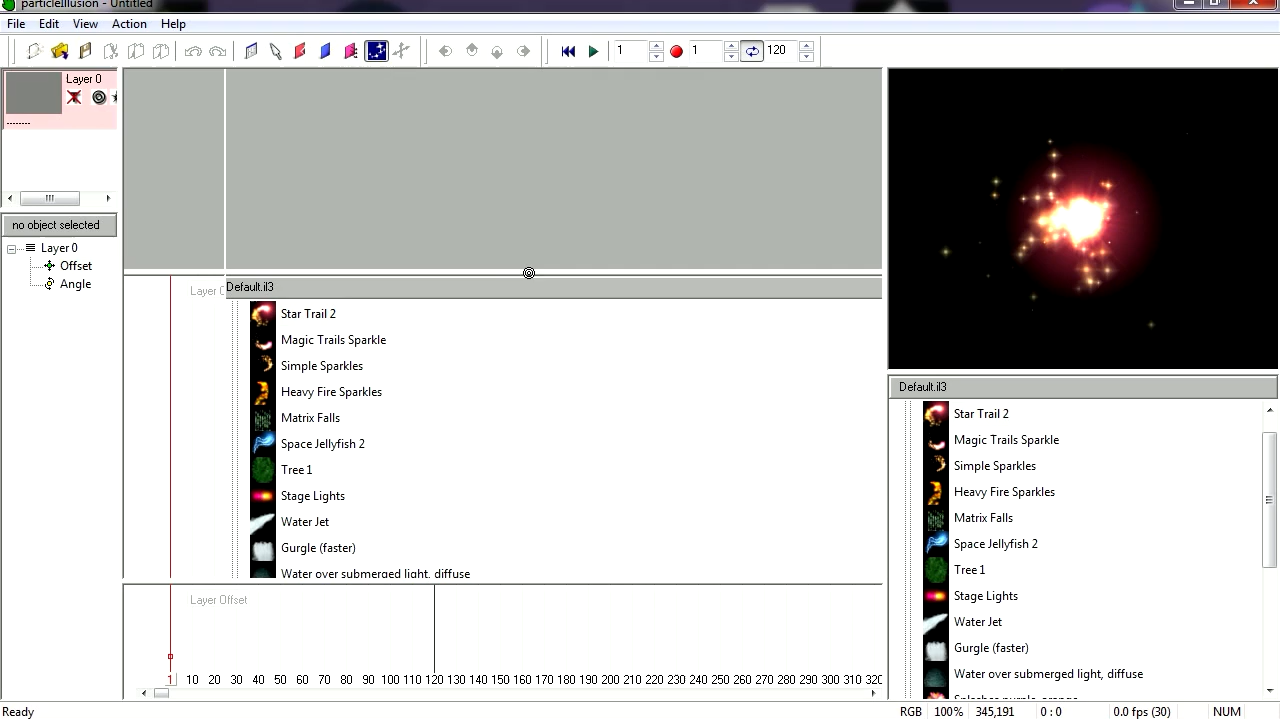 particleIllusion - Untitled
File Edit View Action Help
1 1 120
Layer 0
no object selected
Layer 0
Offset
Angle
Default.il3
Star Trail 2
Magic Trails Sparkle
Simple Sparkles
Heavy Fire Sparkles
Matrix Falls
Space Jellyfish 2
Tree 1
Stage Lights
Water Jet
Gurgle (faster)
Water over submerged light, diffuse
Layer Offset
1 10 20 30 40 50 60 70 80 90 100 110 120 130 140 150 160 170 180 190 200 210 220 230 240 250 260 270 280 290 300 310 320
Default.il3
Star Trail 2
Magic Trails Sparkle
Simple Sparkles
Heavy Fire Sparkles
Matrix Falls
Space Jellyfish 2
Tree 1
Stage Lights
Water Jet
Gurgle (faster)
Water over submerged light, diffuse
Ready RGB 100% 345,191 0 : 0 0.0 fps (30) NUM